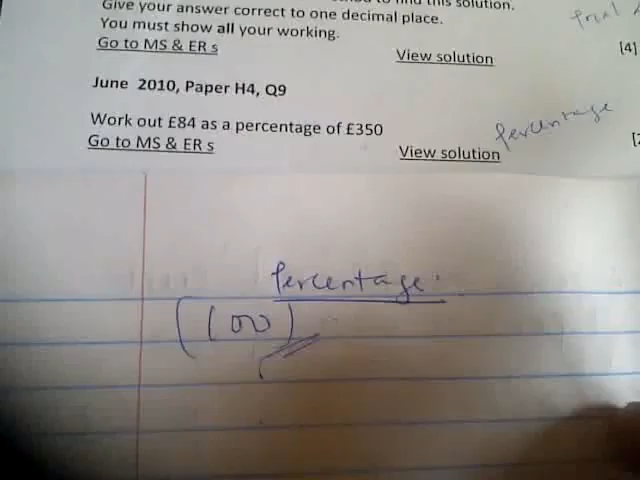 Give your answer correct to one decimal place.
You must show all your working.
Go to MS & ER s View solution [4]
June 2010, Paper H4, Q9
Work out £84 as a percentage of £350
Go to MS & ER s View solution
percentage
Percentage.
(100)